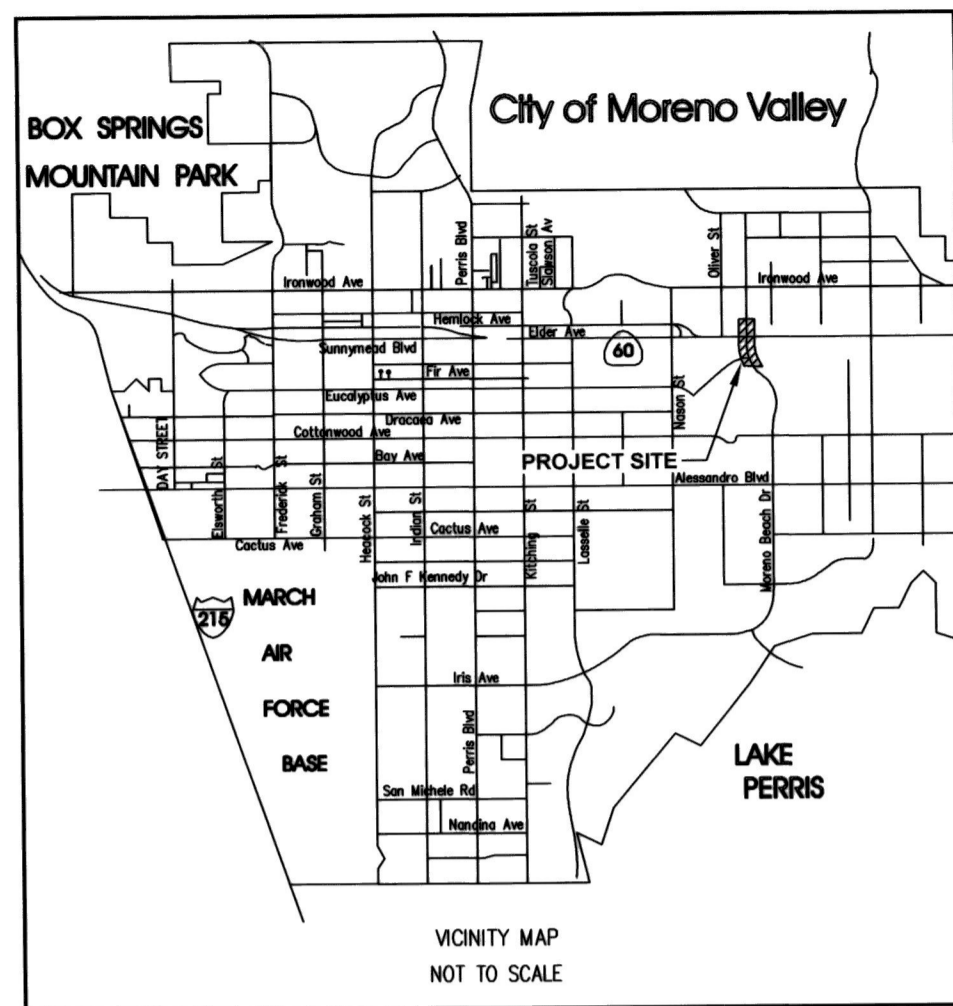 City of Moreno Valley
BOX SPRINGS
MOUNTAIN PARK
Perris Blvd
Tuscola St
Slawson Av
Oliver St
Ironwood Ave
Ironwood Ave
Hemlock Ave
Elder Ave
Sunnymead Blvd
60
Fir Ave
Eucalyptus Ave
Nason St
Dracaea Ave
Cottonwood Ave
DAY STREET
Bay Ave
PROJECT SITE
Alessandro Blvd
Elsworth St
Frederick St
Graham St
Heacock St
Indian St
Cactus Ave
Kitching St
Lasselle St
Moreno Beach Dr
Cactus Ave
John F Kennedy Dr
MARCH
215
AIR
FORCE
BASE
Iris Ave
Perris Blvd
LAKE
PERRIS
San Michele Rd
Nandina Ave
VICINITY MAP
NOT TO SCALE